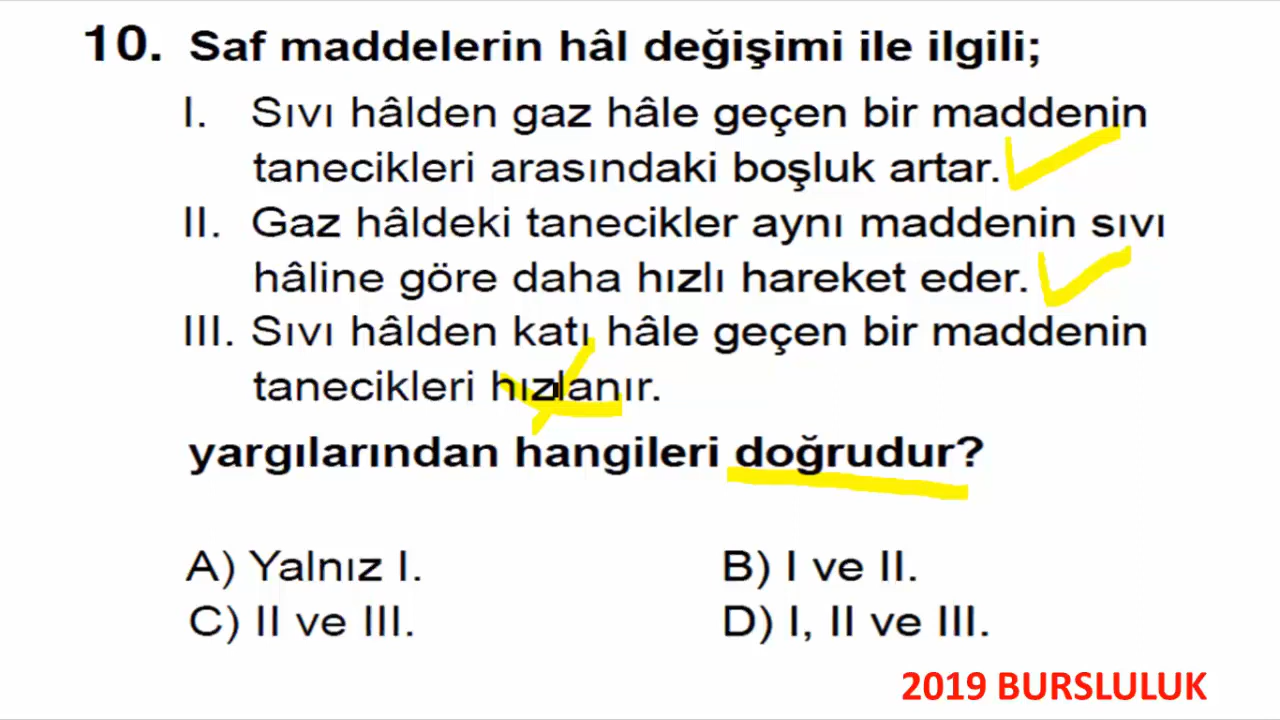 10. Saf maddelerin hâl değişimi ile ilgili;
I. Sıvı hâlden gaz hâle geçen bir maddenin
tanecikleri arasındaki boşluk artar.
II. Gaz hâldeki tanecikler aynı maddenin sıvı
hâline göre daha hızlı hareket eder.
III. Sıvı hâlden katı hâle geçen bir maddenin
tanecikleri hızlanır.
yargılarından hangileri doğrudur?
A) Yalnız I. B) I ve II.
C) II ve III. D) I, II ve III.
2019 BURSLULUK